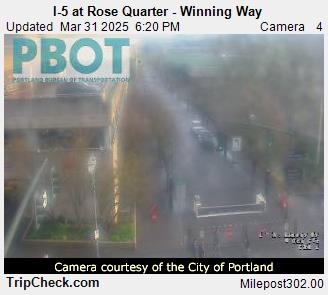 I-5 at Rose Quarter - Winning Way
Updated Mar 31 2025 6:20 PM Camera 4
PBOT
PORTLAND BUREAU OF TRANSPORTATION
Camera courtesy of the City of Portland
TripCheck.com Milepost302.00